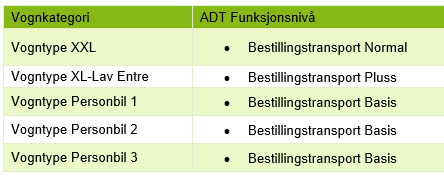 Vognkategori ADT Funksjonsnivå
Vogntype XXL • Bestillingstransport Normal
Vogntype XL-Lav Entre • Bestillingstransport Pluss
Vogntype Personbil 1 • Bestillingstransport Basis
Vogntype Personbil 2 • Bestillingstransport Basis
Vogntype Personbil 3 • Bestillingstransport Basis